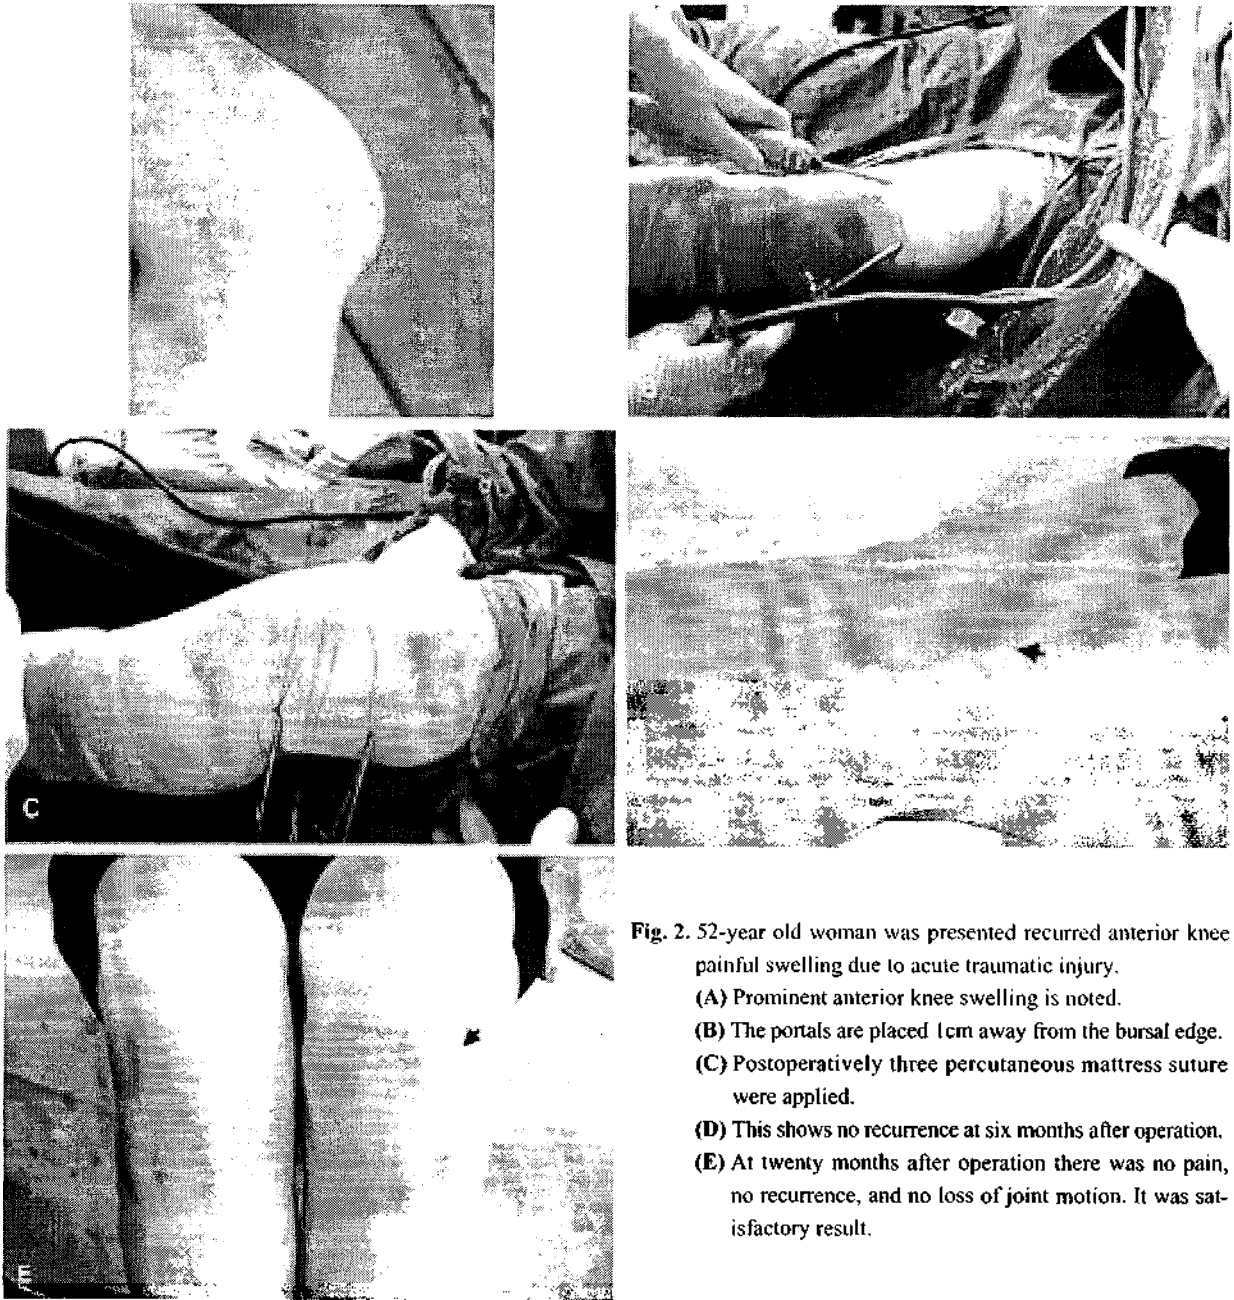 B
C
E
Fig. 2. 52-year old woman was presented recurred anterior knee
painful swelling due to acute traumatic injury.
(A) Prominent anterior knee swelling is noted.
(B) The portals are placed 1cm away from the bursal edge.
(C) Postoperatively three percutaneous mattress suture
were applied.
(D) This shows no recurrence at six months after operation.
(E) At twenty months after operation there was no pain,
no recurrence, and no loss of joint motion. It was sat-
isfactory result.